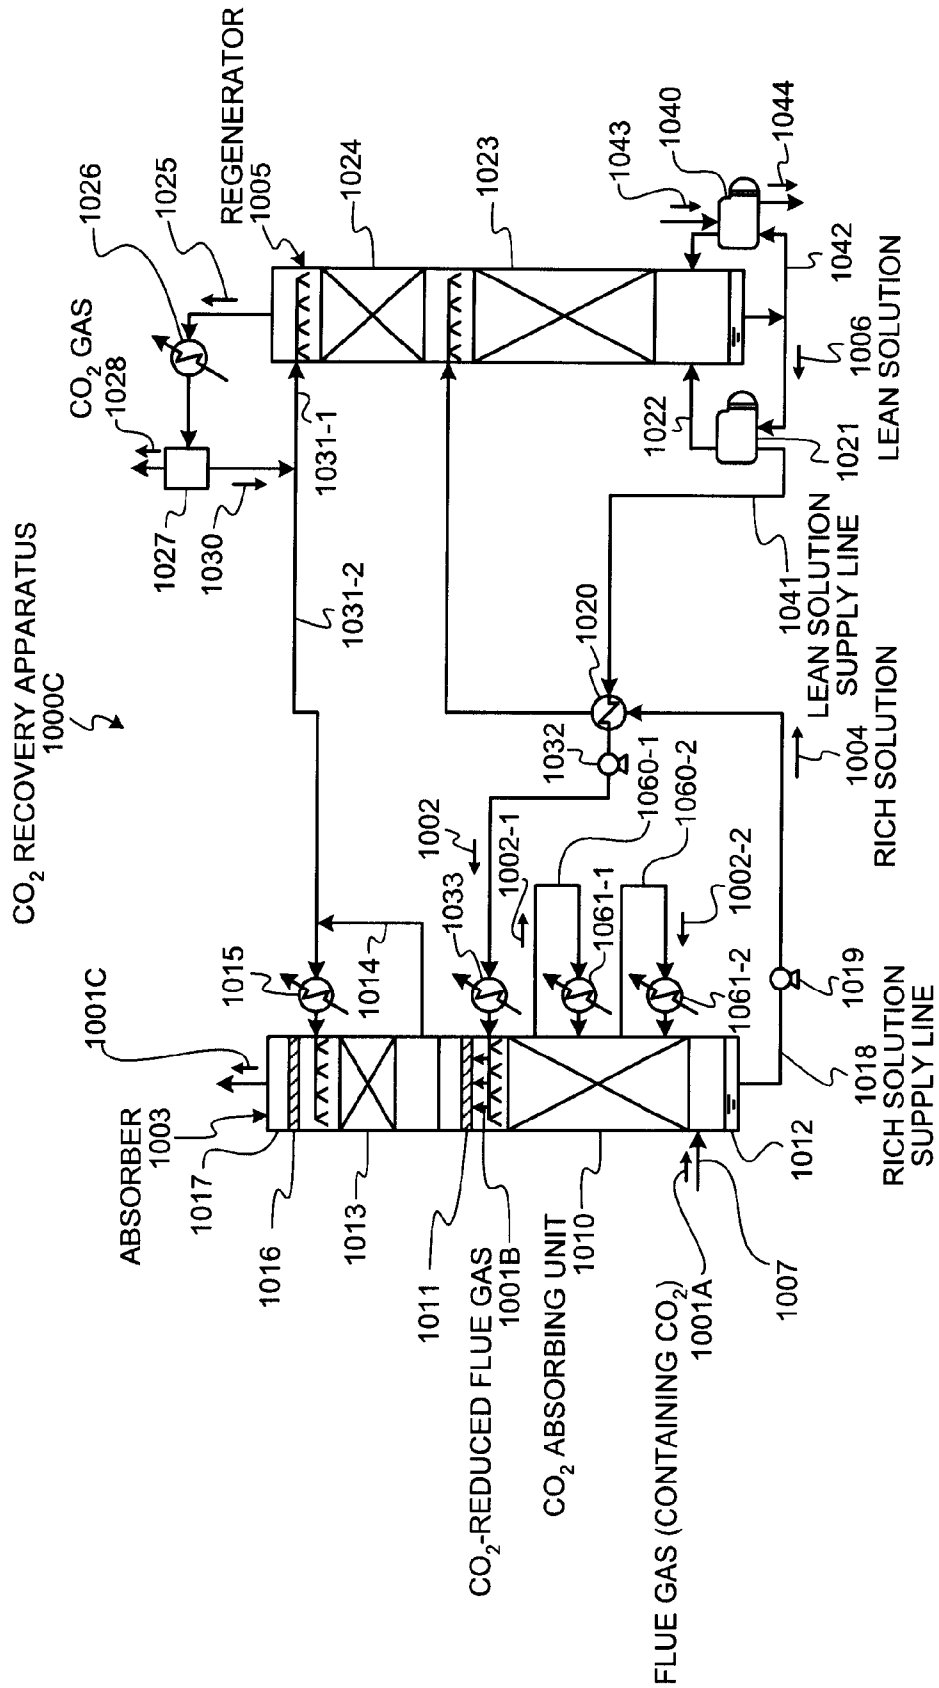 CO2 RECOVERY APPARATUS
1000C
ABSORBER
1003
1001C
1017
1016
1015
1013
1014
1011
CO2-REDUCED FLUE GAS
1001B
1033
1002
1002-1
CO2 ABSORBING UNIT
1010
1061-1
1060-1
1060-2
1061-2
1002-2
FLUE GAS (CONTAINING CO2)
1001A
1007
1012
1018
RICH SOLUTION
SUPPLY LINE
1019
1004
RICH SOLUTION
1032
1020
1041
LEAN SOLUTION
SUPPLY LINE
1031-2
1031-1
1027
1030
CO2 GAS
1028
1026
1025
REGENERATOR
1005
1024
1023
1022
1021
1006
LEAN SOLUTION
1042
1043
1040
1044